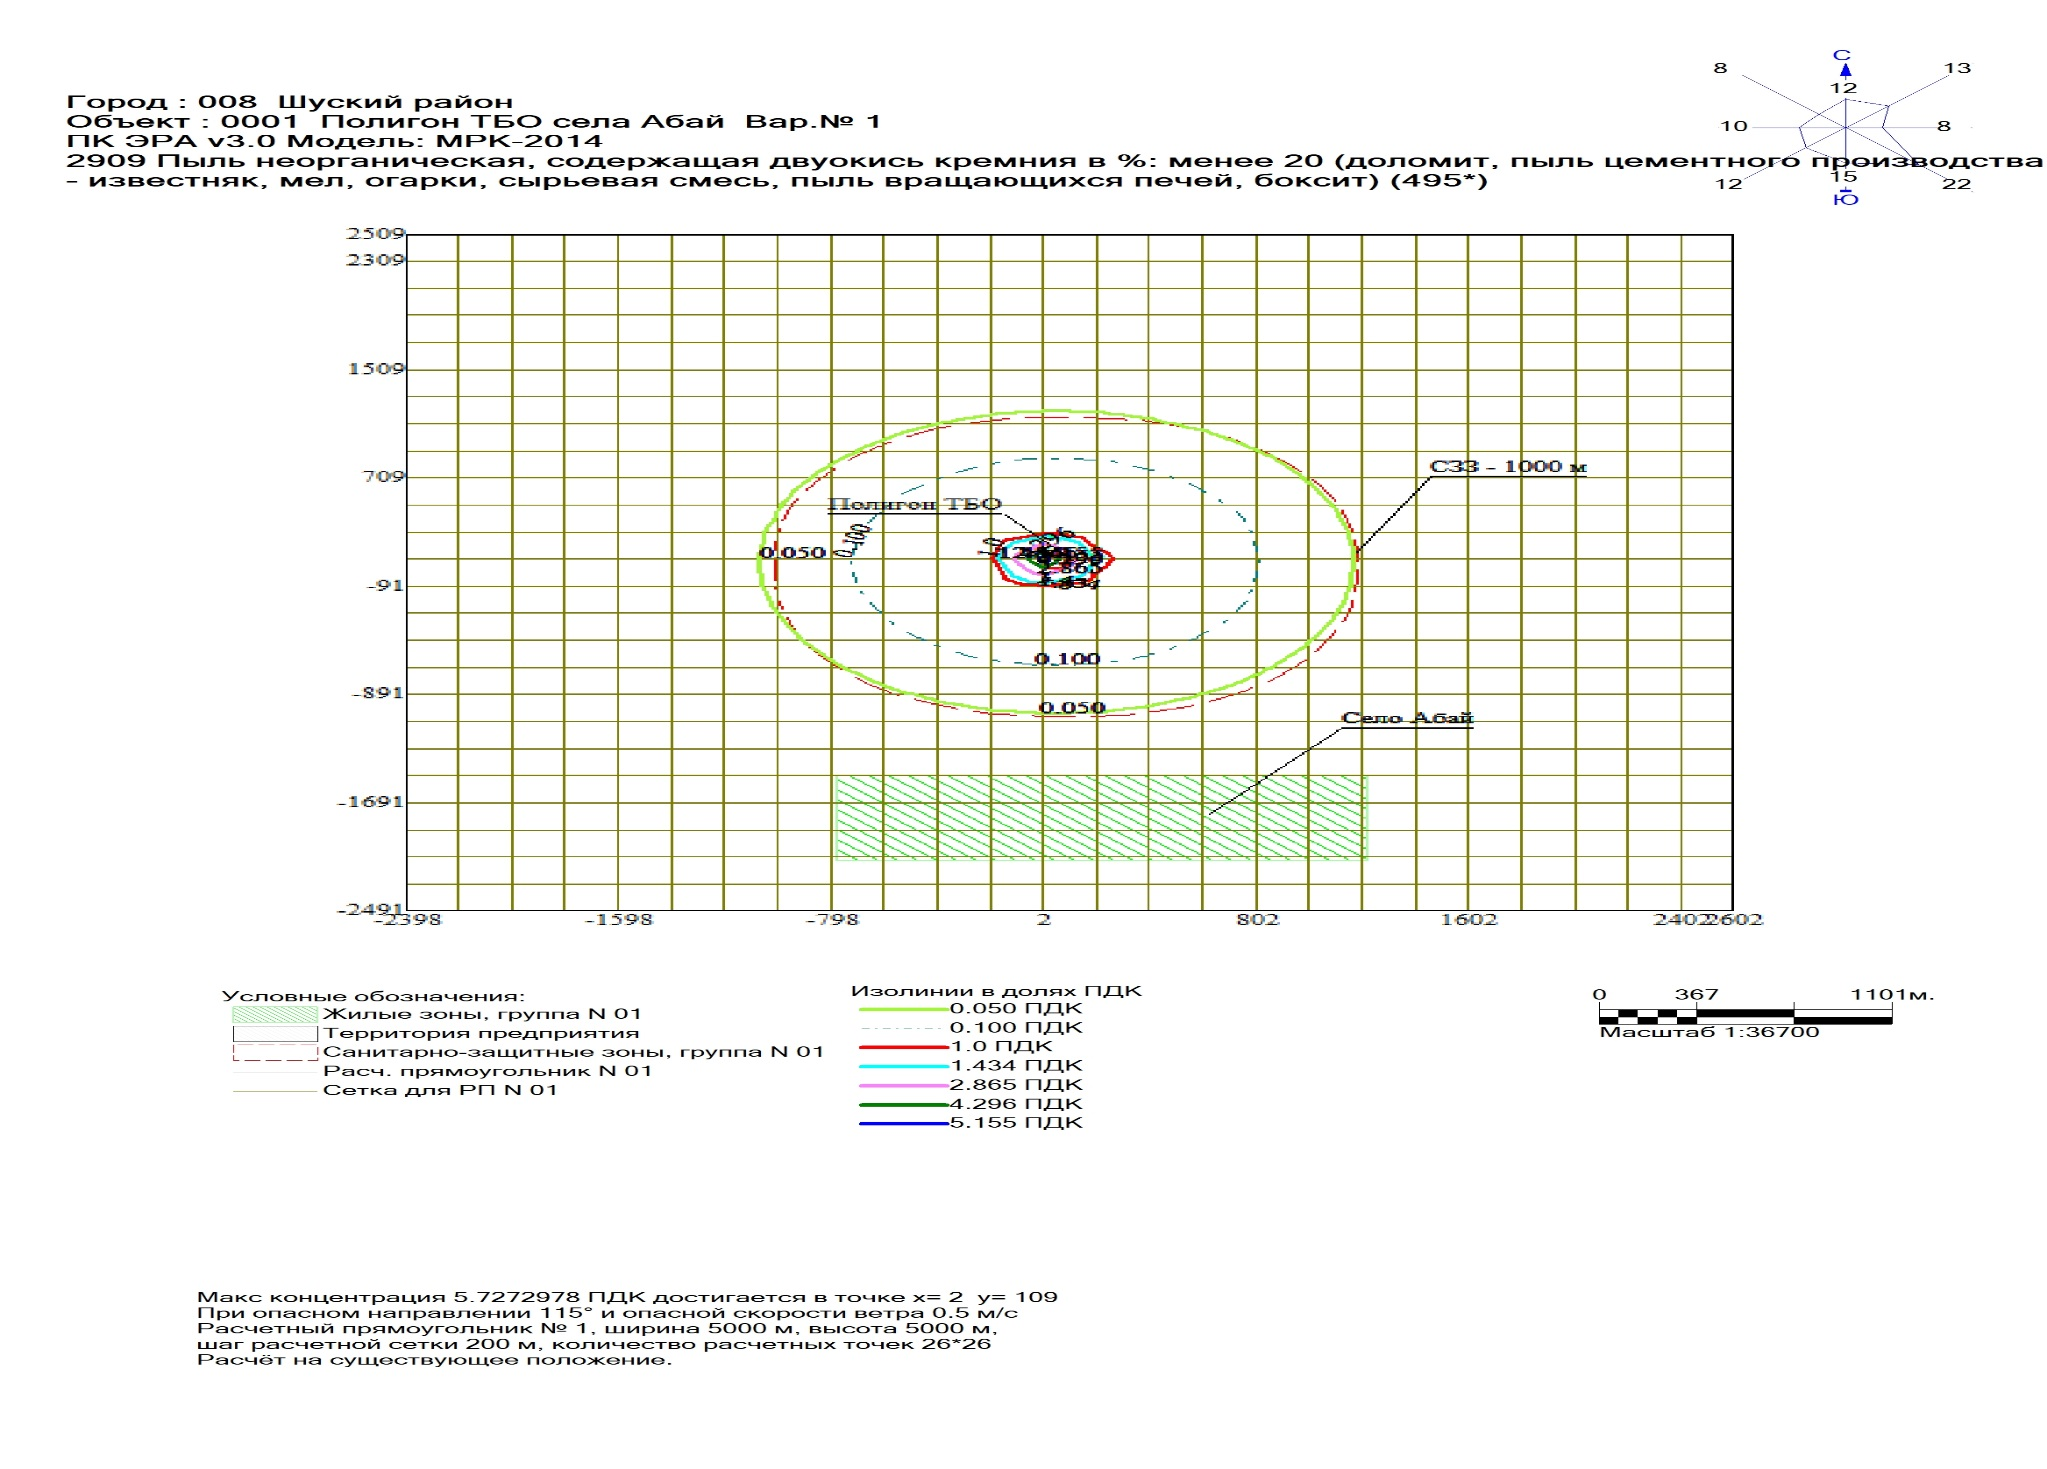 С
8
13
12
10
8
12
15
22
Ю
Город : 008 Шуский район
Объект : 0001 Полигон ТБО села Абай Вар.№ 1
ПК ЭРА v3.0 Модель: МРК-2014
2909 Пыль неорганическая, содержащая двуокись кремния в %: менее 20 (доломит, пыль цементного производства
- известняк, мел, огарки, сырьевая смесь, пыль вращающихся печей, боксит) (495*)
2509
2309
1509
709
-91
-891
-1691
-2491
СЗЗ - 1000 м
Полигон ТБО
0.100
0.050
1.0
2.865
0.100
0.050
Село Абай
-2398
-1598
-798
2
802
1602
2402
2602
Условные обозначения:
Жилые зоны, группа N 01
Территория предприятия
Санитарно-защитные зоны, группа N 01
Расч. прямоугольник N 01
Сетка для РП N 01
Изолинии в долях ПДК
0.050 ПДК
0.100 ПДК
1.0 ПДК
1.434 ПДК
2.865 ПДК
4.296 ПДК
5.155 ПДК
0 367 1101м.
Масштаб 1:36700
Макс концентрация 5.7272978 ПДК достигается в точке x= 2 y= 109
При опасном направлении 115° и опасной скорости ветра 0.5 м/с
Расчетный прямоугольник № 1, ширина 5000 м, высота 5000 м,
шаг расчетной сетки 200 м, количество расчетных точек 26*26
Расчёт на существующее положение.